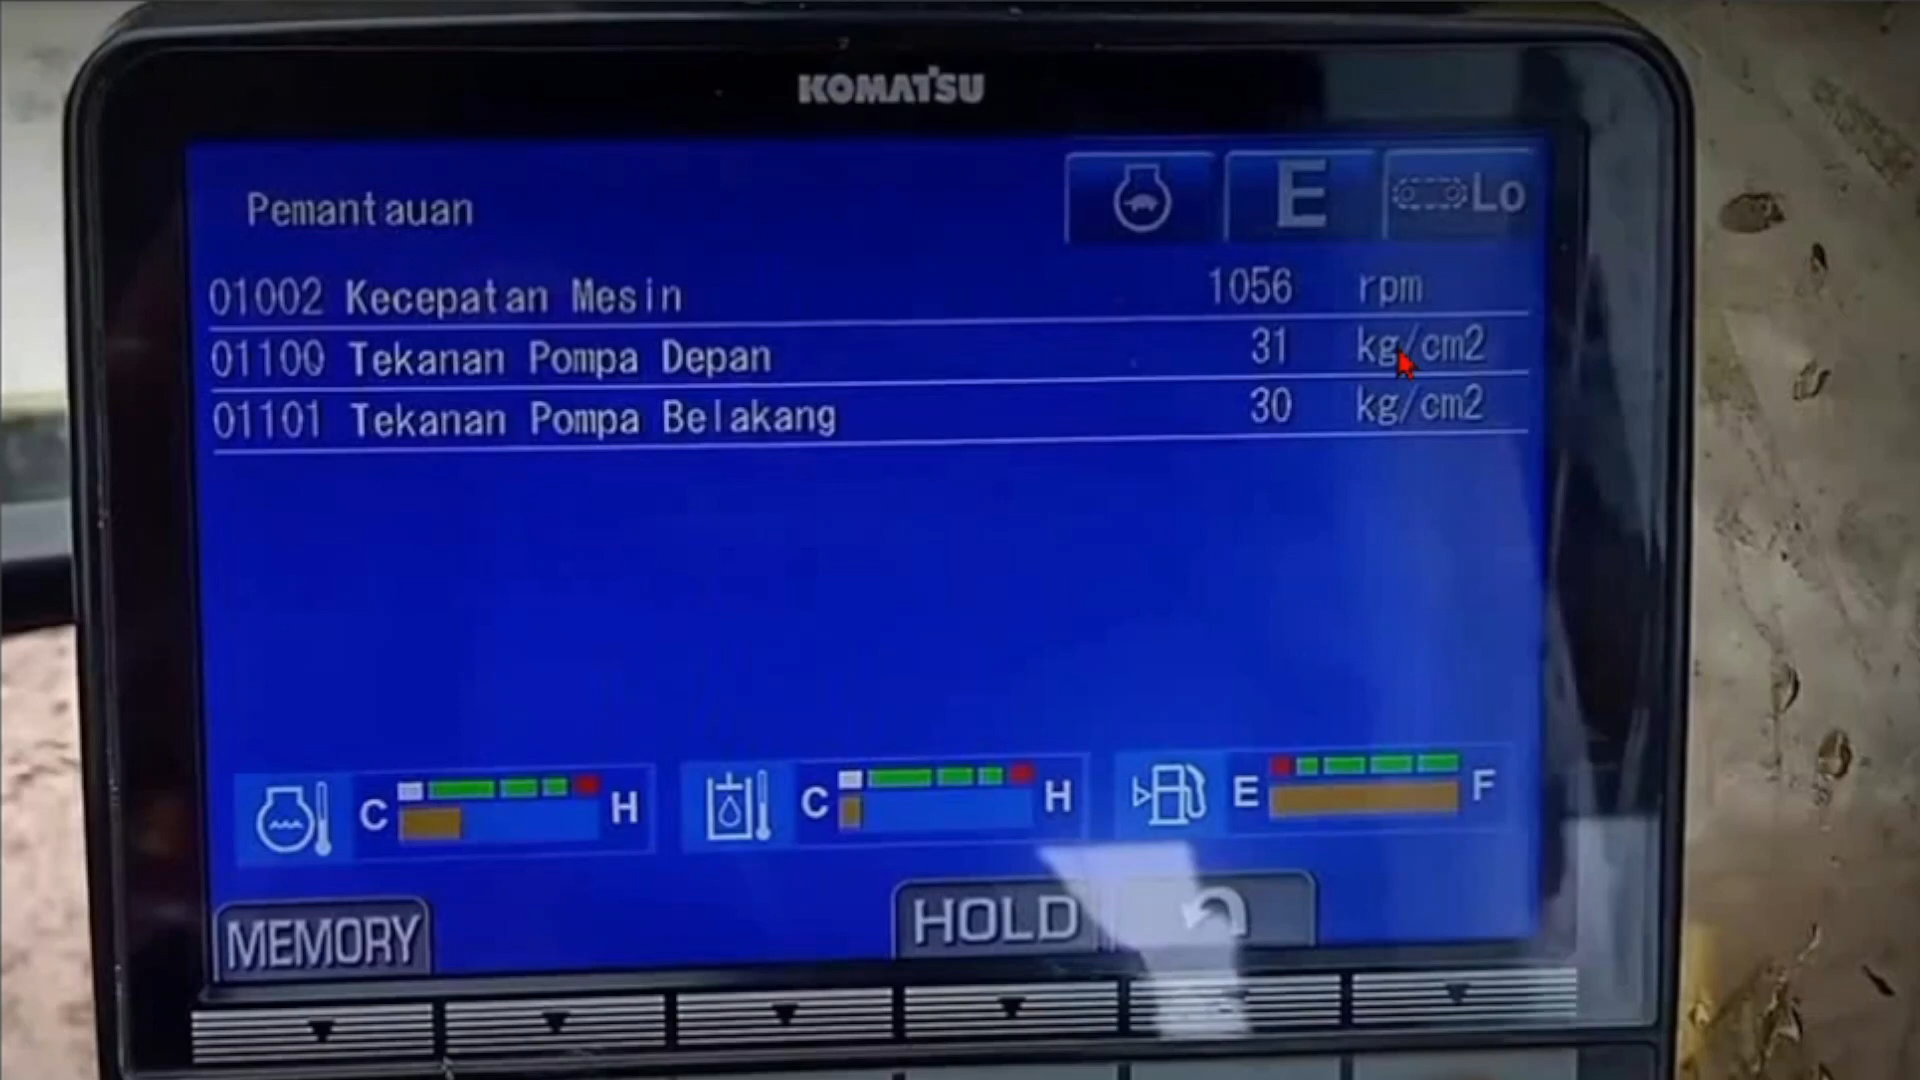 KOMATSU
Pemantauan
E
Lo
01002 Kecepatan Mesin 1056 rpm
01100 Tekanan Pompa Depan 31 kg/cm2
01101 Tekanan Pompa Belakang 30 kg/cm2
C H C H E F
MEMORY HOLD